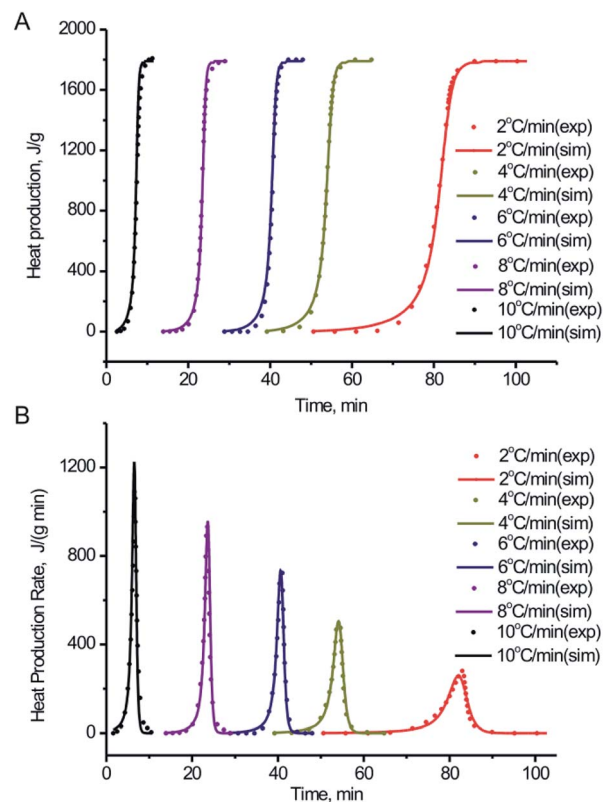 A
2000
1600
1200
800
400
0
Heat production, J/g
2°C/min(exp)
2°C/min(sim)
4°C/min(exp)
4°C/min(sim)
6°C/min(exp)
6°C/min(sim)
8°C/min(exp)
8°C/min(sim)
10°C/min(exp)
10°C/min(sim)
0 20 40 60 80 100
Time, min
B
1200
800
400
0
Heat Production Rate, J/(g min)
2°C/min(exp)
2°C/min(sim)
4°C/min(exp)
4°C/min(sim)
6°C/min(exp)
6°C/min(sim)
8°C/min(exp)
8°C/min(sim)
10°C/min(exp)
10°C/min(sim)
0 20 40 60 80 100
Time, min